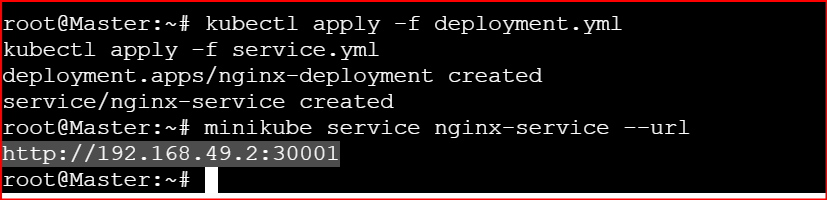 root@Master:~# kubectl apply -f deployment.yml
kubectl apply -f service.yml
deployment.apps/nginx-deployment created
service/nginx-service created
root@Master:~# minikube service nginx-service --url
http://192.168.49.2:30001
root@Master:~#